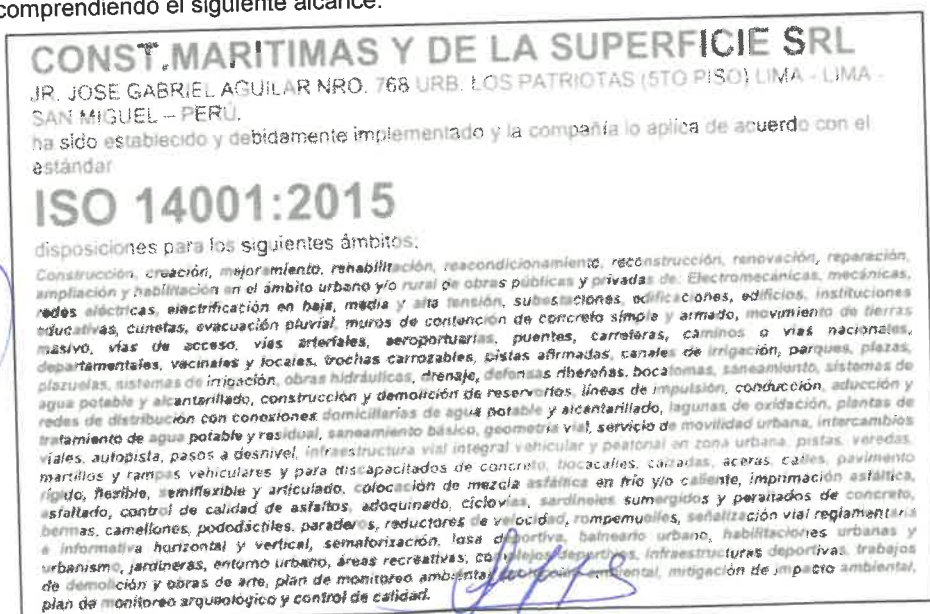 comprendiendo el siguiente alcance:
CONST.MARITIMAS Y DE LA SUPERFICIE SRL
JR. JOSE GABRIEL AGUILAR NRO. 768 URB. LOS PATRIOTAS (5TO PISO) LIMA - LIMA -
SAN MIGUEL – PERÚ.
ha sido establecido y debidamente implementado y la compañía lo aplica de acuerdo con el
estándar
ISO 14001:2015
disposiciones para los siguientes ámbitos:
Construcción, creación, mejoramiento, rehabilitación, reacondicionamiento, reconstrucción, renovación, reparación,
ampliación y habilitación en el ámbito urbano y/o rural de obras públicas y privadas de: Electromecánicas, mecánicas,
redes eléctricas, electrificación en baja, media y alta tensión, subestaciones, edificaciones, edificios, instituciones
educativas, cunetas, evacuación pluvial, muros de contención de concreto simple y armado, movimiento de tierras
masivo, vías de acceso, vías arteriales, aeroportuarias, puentes, carreteras, caminos o vías nacionales,
departamentales, vecinales y locales, trochas carrozables, pistas afirmadas, canales de irrigación, parques, plazas,
plazuelas, sistemas de irrigación, obras hidráulicas, drenaje, defensas ribereñas, bocatomas, saneamiento, sistemas de
agua potable y alcantarillado, construcción y demolición de reservorios, líneas de impulsión, conducción, aducción y
redes de distribución con conexiones domiciliarias de agua potable y alcantarillado, lagunas de oxidación, plantas de
tratamiento de agua potable y residual, saneamiento básico, geometría vial, servicio de movilidad urbana, intercambios
viales, autopista, pasos a desnivel, infraestructura vial integral vehicular y peatonal en zona urbana, pistas, veredas,
martillos y rampas vehiculares y para discapacitados de concreto, bocacalles, calzadas, aceras, calles, pavimento
rígido, flexible, semiflexible y articulado, colocación de mezcla asfáltica en frío y/o caliente, imprimación asfáltica,
asfaltado, control de calidad de asfaltos, adoquinado, ciclovías, sardineles sumergidos y peraltados de concreto,
bermas, camellones, pododáctiles, paraderos, reductores de velocidad, rompemuelles, señalización vial reglamentaria
e informativa horizontal y vertical, semaforización, losa deportiva, balneario urbano, habilitaciones urbanas y
urbanismo, jardineras, entorno urbano, áreas recreativas, complejos deportivos, infraestructuras deportivas, trabajos
de demolición y obras de arte, plan de monitoreo ambiental, ambiental, mitigación de impacto ambiental,
plan de monitoreo arqueológico y control de calidad.